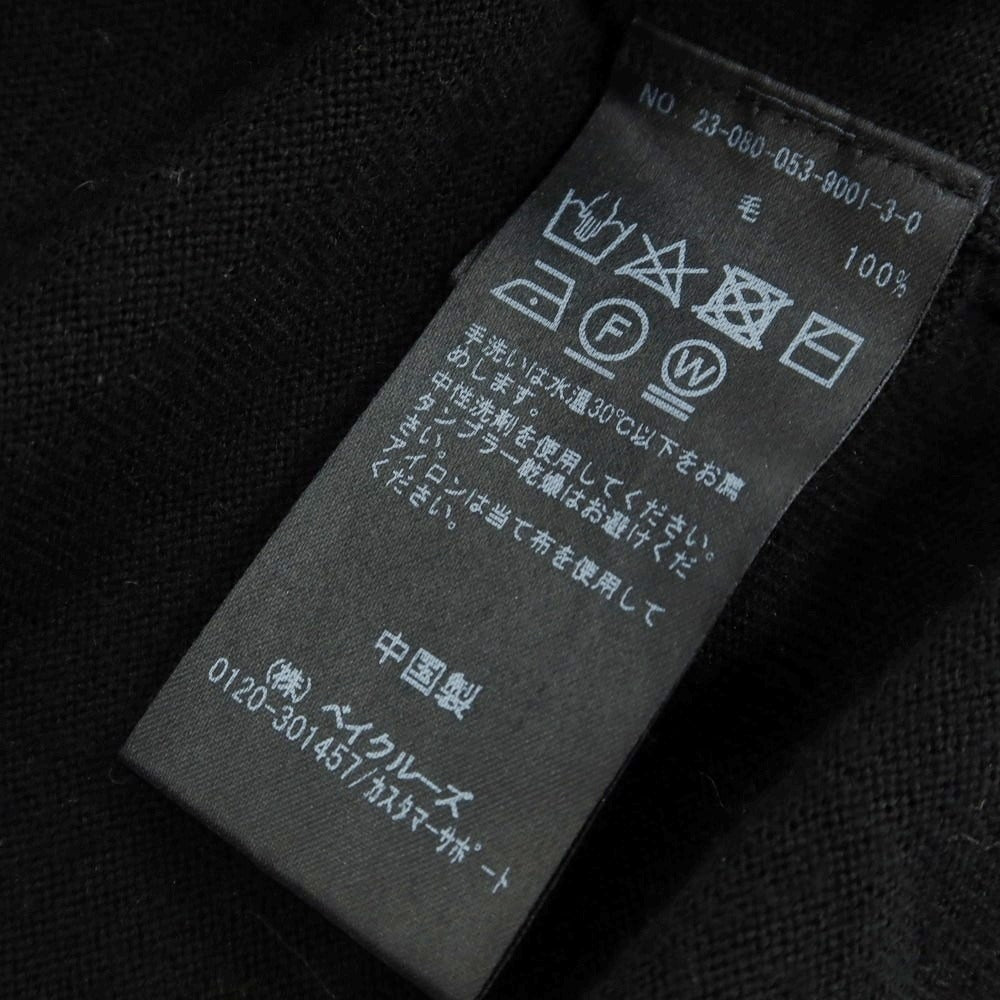 NO. 23-080-053-9001-3-0
毛
100%
F
W
手洗いは水温30℃以下をお薦
めします。
中性洗剤を使用してください。
タンブラー乾燥はお避けくだ
さい。
アイロンは当て布を使用して
ください。
中国製
(株)ベイクルーズ
0120-301457/カスタマーサポート